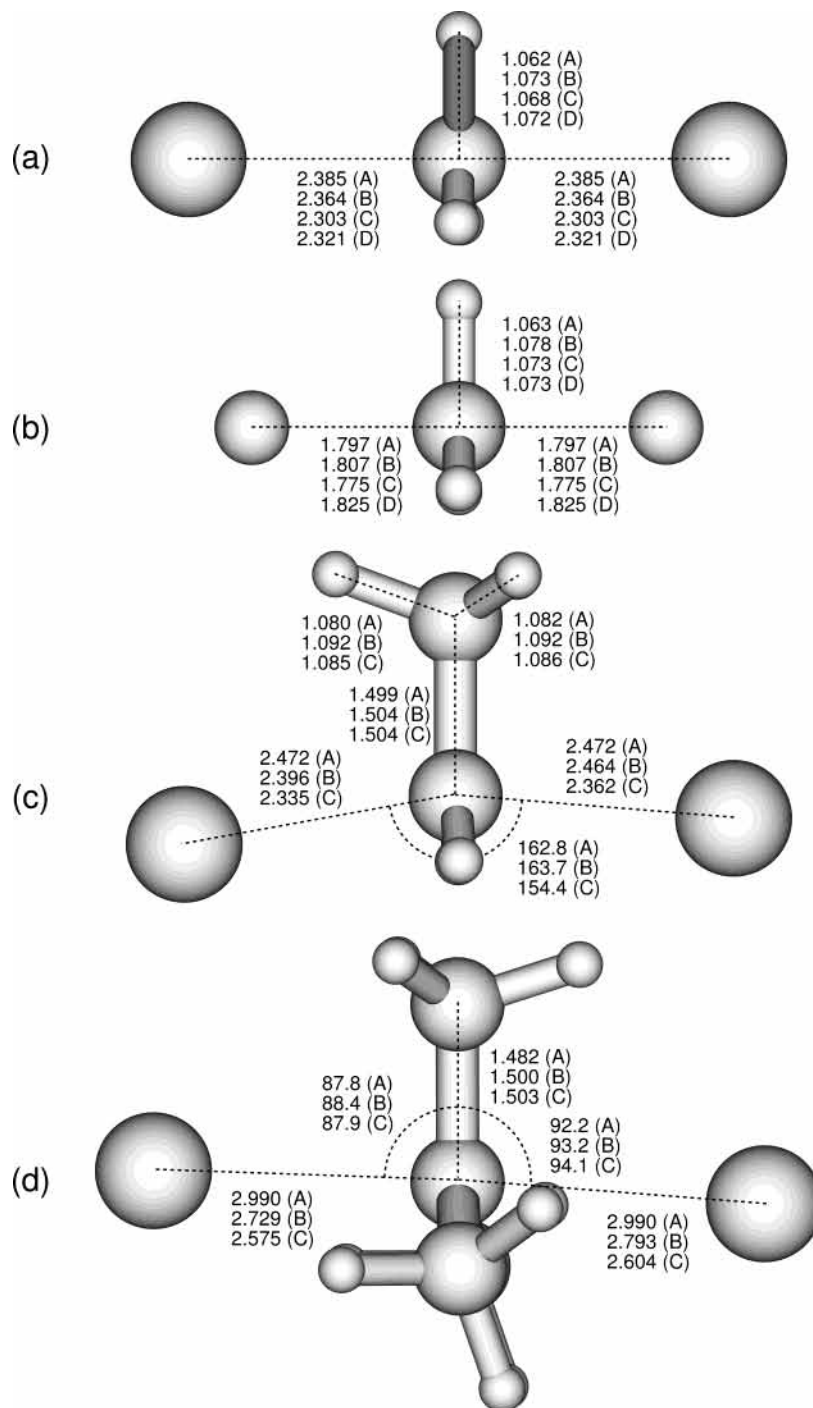 (a)
1.062 (A)
1.073 (B)
1.068 (C)
1.072 (D)
2.385 (A)
2.364 (B)
2.303 (C)
2.321 (D)
2.385 (A)
2.364 (B)
2.303 (C)
2.321 (D)
(b)
1.063 (A)
1.078 (B)
1.073 (C)
1.073 (D)
1.797 (A)
1.807 (B)
1.775 (C)
1.825 (D)
1.797 (A)
1.807 (B)
1.775 (C)
1.825 (D)
(c)
1.080 (A)
1.092 (B)
1.085 (C)
1.082 (A)
1.092 (B)
1.086 (C)
1.499 (A)
1.504 (B)
1.504 (C)
2.472 (A)
2.396 (B)
2.335 (C)
2.472 (A)
2.464 (B)
2.362 (C)
162.8 (A)
163.7 (B)
154.4 (C)
(d)
1.482 (A)
1.500 (B)
1.503 (C)
87.8 (A)
88.4 (B)
87.9 (C)
92.2 (A)
93.2 (B)
94.1 (C)
2.990 (A)
2.729 (B)
2.575 (C)
2.990 (A)
2.793 (B)
2.604 (C)